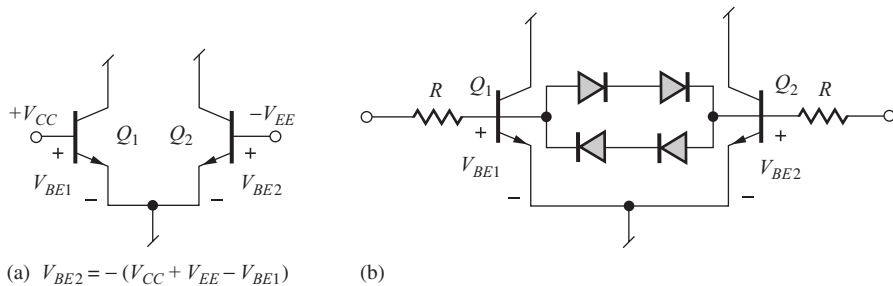 +V_CC
Q_1
Q_2
−V_EE
+
+
V_BE1
V_BE2
−
−
(a) V_BE2 = − (V_CC + V_EE − V_BE1)
R
Q_1
Q_2
R
+
+
V_BE1
V_BE2
−
−
(b)